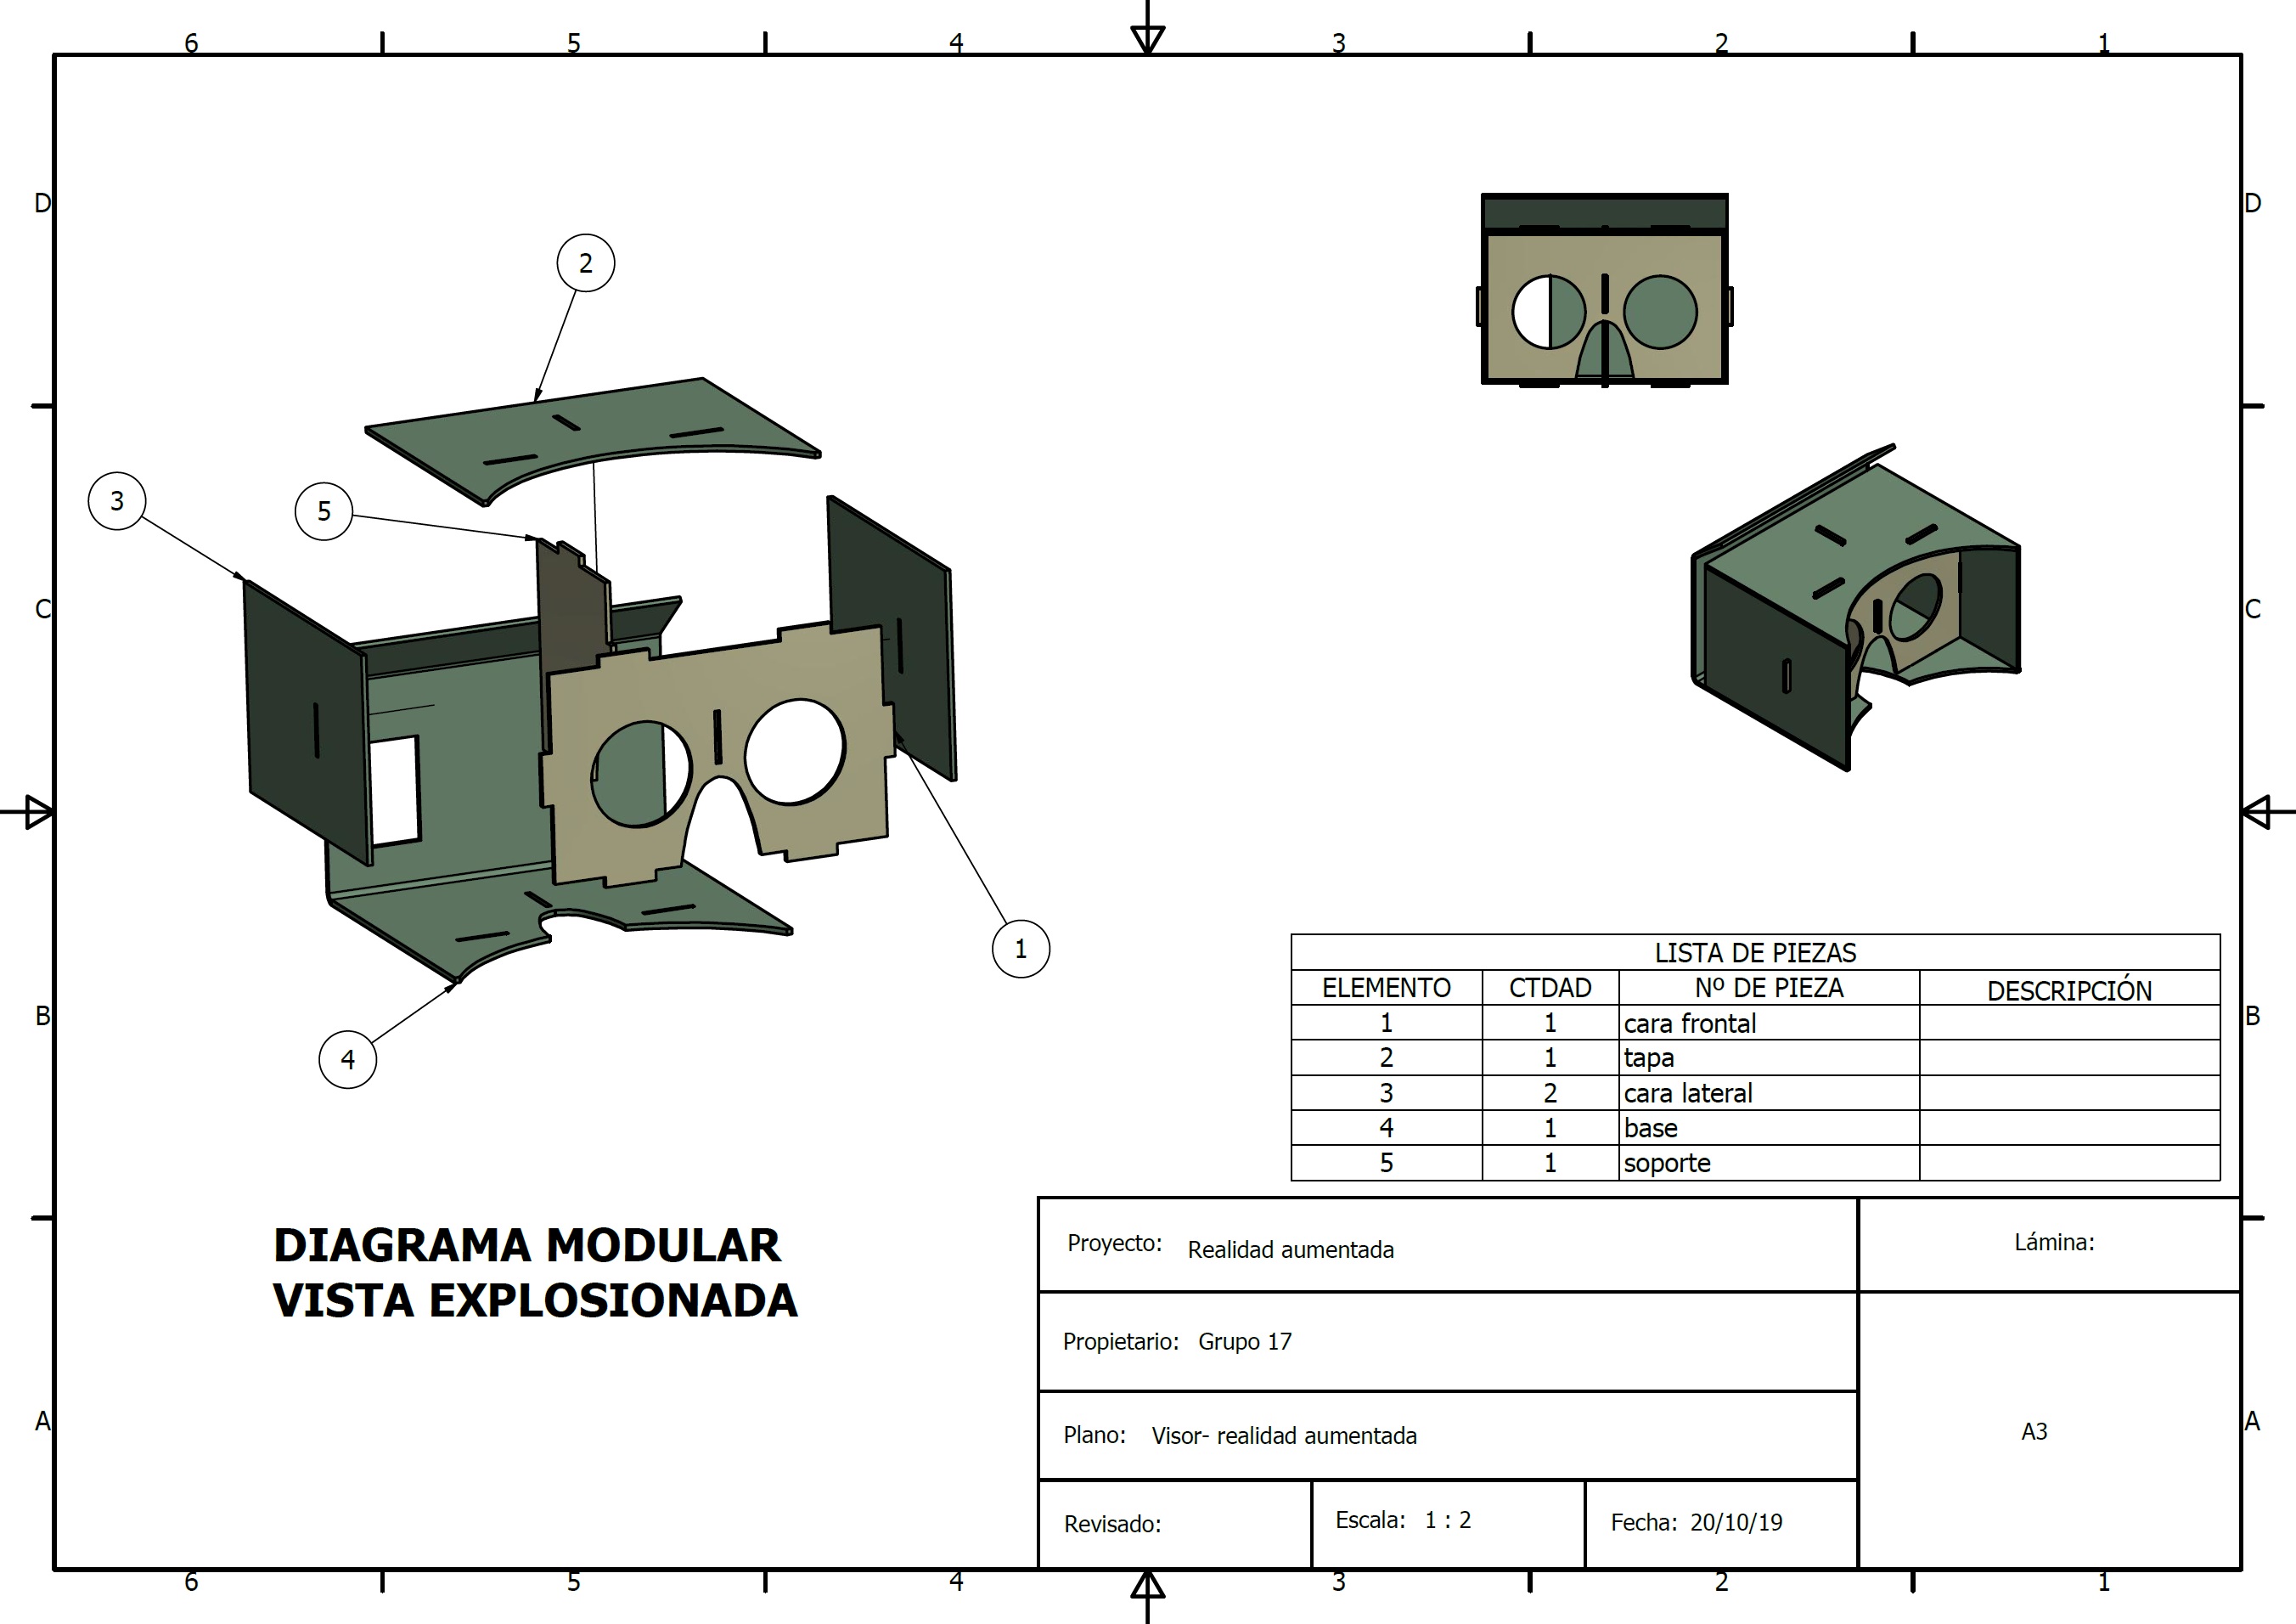 6 5 4 3 2 1
D D
2
3
5
C C
1
4
LISTA DE PIEZAS
ELEMENTO CTDAD Nº DE PIEZA DESCRIPCIÓN
1 1 cara frontal
2 1 tapa
3 2 cara lateral
4 1 base
5 1 soporte
B B
DIAGRAMA MODULAR
VISTA EXPLOSIONADA
Proyecto: Realidad aumentada
Lámina:
Propietario: Grupo 17
Plano: Visor- realidad aumentada
A3
Revisado: Escala: 1 : 2 Fecha: 20/10/19
A A
6 5 4 3 2 1